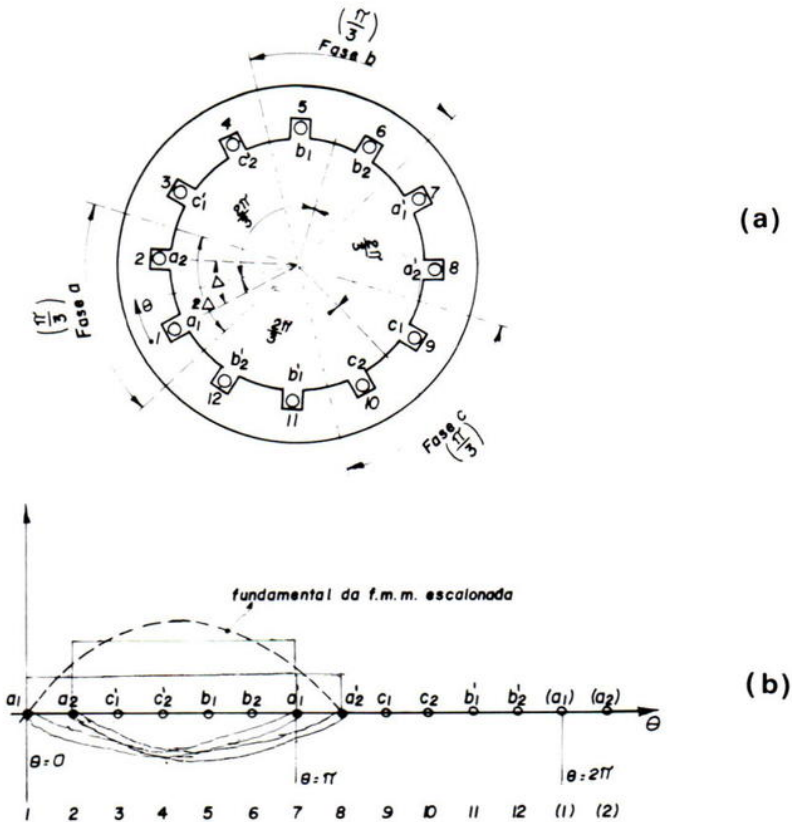 (π/3)
Fase b
5
4
6
b1
c'2
b2
3
7
c'1
a'1
2π/3
2π/3
(a)
2
a2
a'2
8
Δ
2Δ
(π/3)
Fase a
θ
1
a1
2π/3
c1
9
b'2
b'1
c2
12
11
10
Fase c
(π/3)
fundamental da f.m.m. escalonada
(b)
a1 a2 c'1 c'2 b1 b2 a'1 a'2 c1 c2 b'1 b'2 (a1) (a2)
θ
θ=0 θ=π θ=2π
1 2 3 4 5 6 7 8 9 10 11 12 (1) (2)